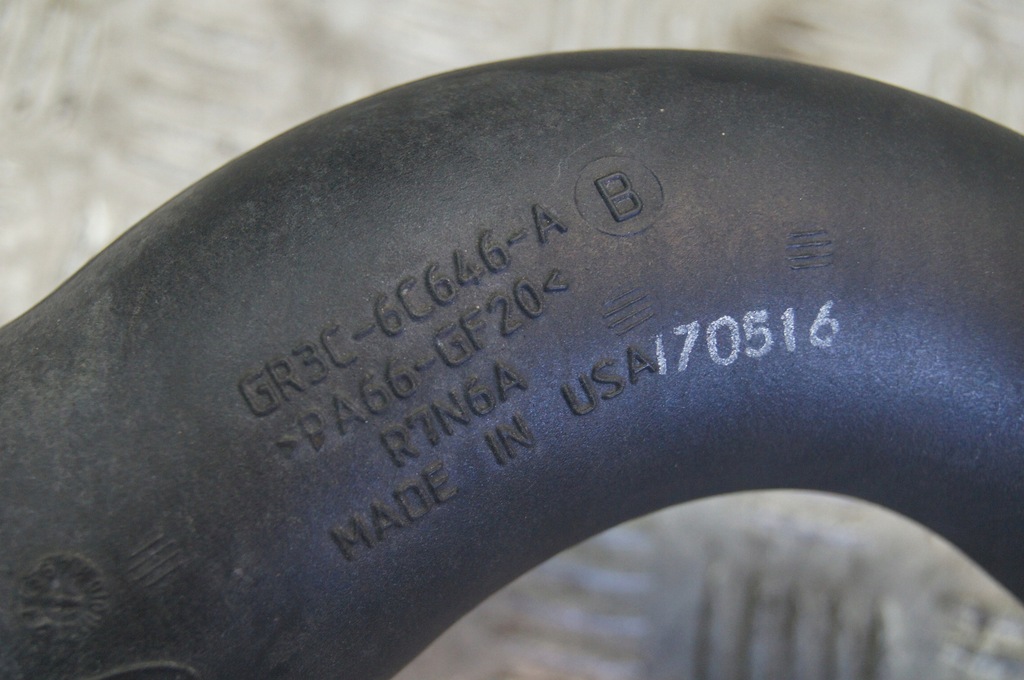 B
GR3C-6C646-A
>PA66-GF20<
R7N6A
MADE IN USA
170516